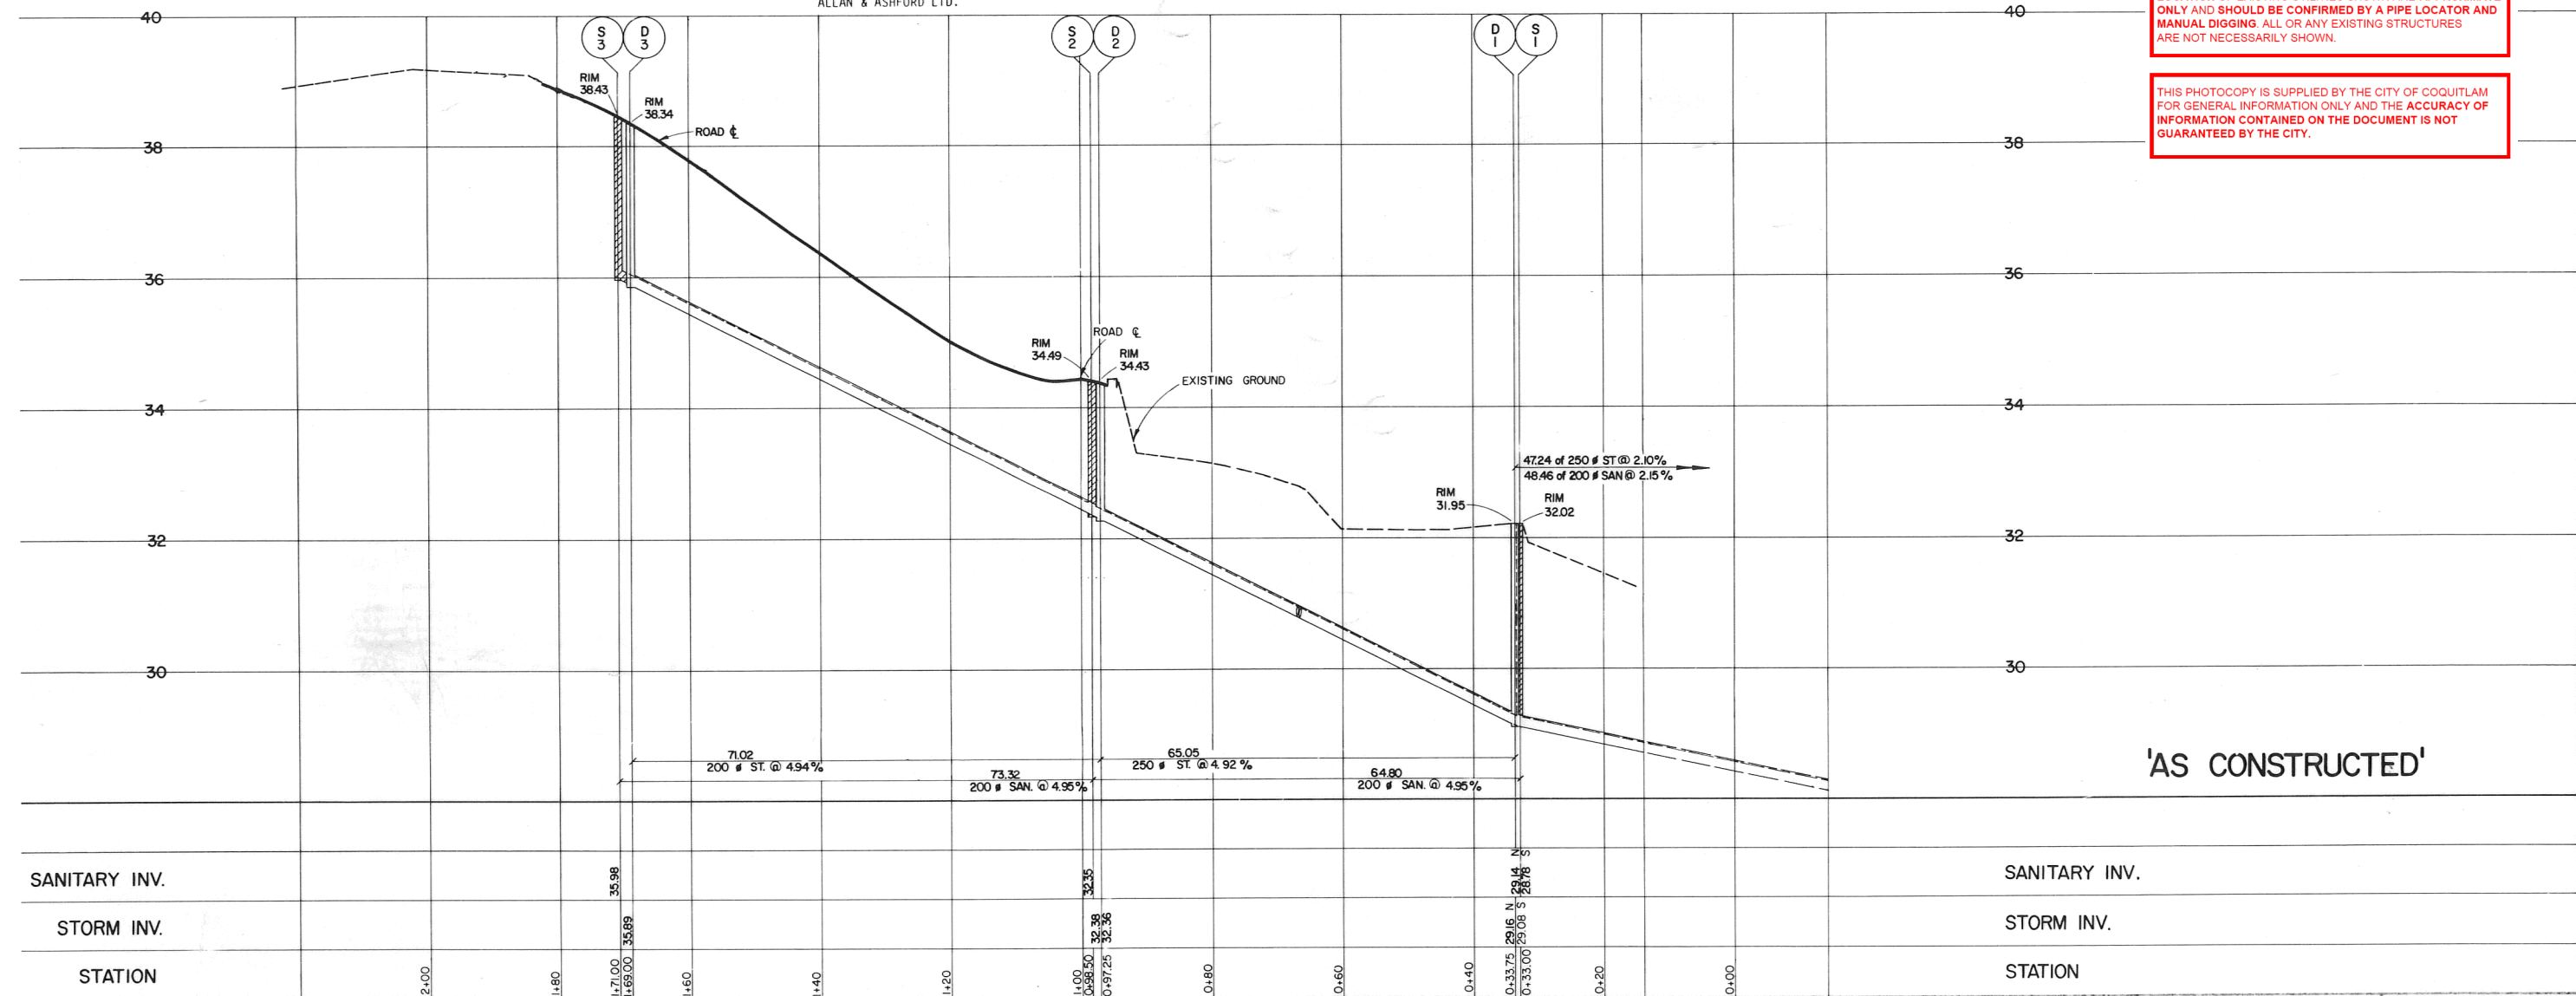 ALLAN & ASHFORD LTD.
ONLY AND SHOULD BE CONFIRMED BY A PIPE LOCATOR AND
MANUAL DIGGING. ALL OR ANY EXISTING STRUCTURES
ARE NOT NECESSARILY SHOWN.
THIS PHOTOCOPY IS SUPPLIED BY THE CITY OF COQUITLAM
FOR GENERAL INFORMATION ONLY AND THE ACCURACY OF
INFORMATION CONTAINED ON THE DOCUMENT IS NOT
GUARANTEED BY THE CITY.
40
40
S 3
D 3
S 2
D 2
D 1
S 1
RIM
38.43
RIM
38.34
ROAD ℄
38
38
36
36
ROAD ℄
RIM
34.49
RIM
34.43
EXISTING GROUND
34
34
47.24 of 250 ø ST @ 2.10%
48.46 of 200 ø SAN @ 2.15%
RIM
31.95
RIM
32.02
32
32
30
30
71.02
200 ø ST. @ 4.94%
65.05
250 ø ST. @ 4.92%
73.32
200 ø SAN. @ 4.95%
64.80
200 ø SAN. @ 4.95%
'AS CONSTRUCTED'
SANITARY INV.
35.98
32.35
29.14 N
28.78 S
SANITARY INV.
STORM INV.
35.89
32.38
32.36
29.16 N
29.08 S
STORM INV.
STATION
2+00
1+80
1+71.00
1+69.00
1+60
1+40
1+20
1+00
0+98.50
0+97.25
0+80
0+60
0+40
0+33.75
0+33.00
0+20
0+00
STATION